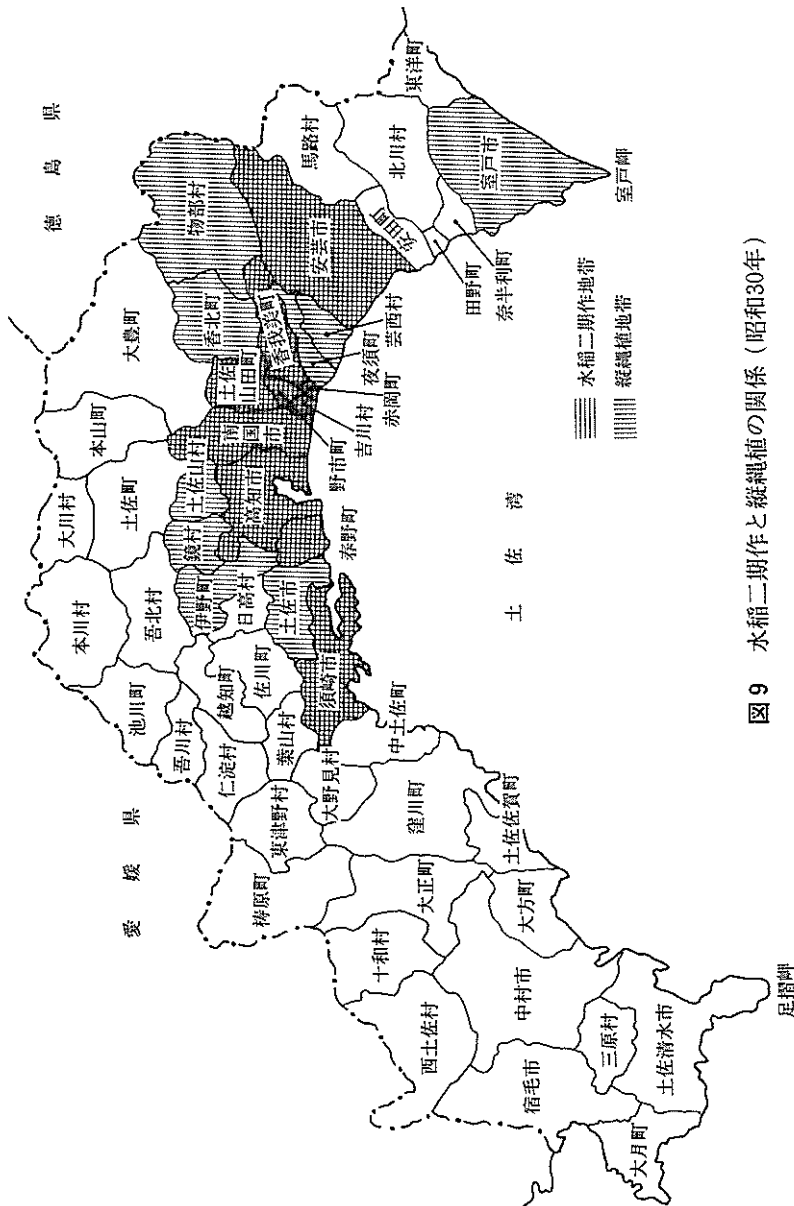 愛媛県
徳島県
東洋町
馬路村
北川村
室戸市
室戸岬
物部村
安芸市
安田町
田野町
奈半利町
大豊町
香北町
香我美町
芸西村
夜須町
赤岡町
吉川村
野市町
土佐山田町
南国市
本山町
土佐町
大川村
土佐山村
高知市
鏡村
春野町
本川村
吾北村
伊野町
日高村
土佐市
池川町
吾川村
越知町
佐川町
須崎市
仁淀村
葉山村
中土佐町
東津野村
大野見村
窪川町
梼原町
大正町
土佐佐賀町
十和村
大方町
西土佐村
中村市
宿毛市
三原村
土佐清水市
大月町
足摺岬
土佐湾
水稲二期作地帯
縦縄植地帯
図9 水稲二期作と縦縄植の関係(昭和30年)